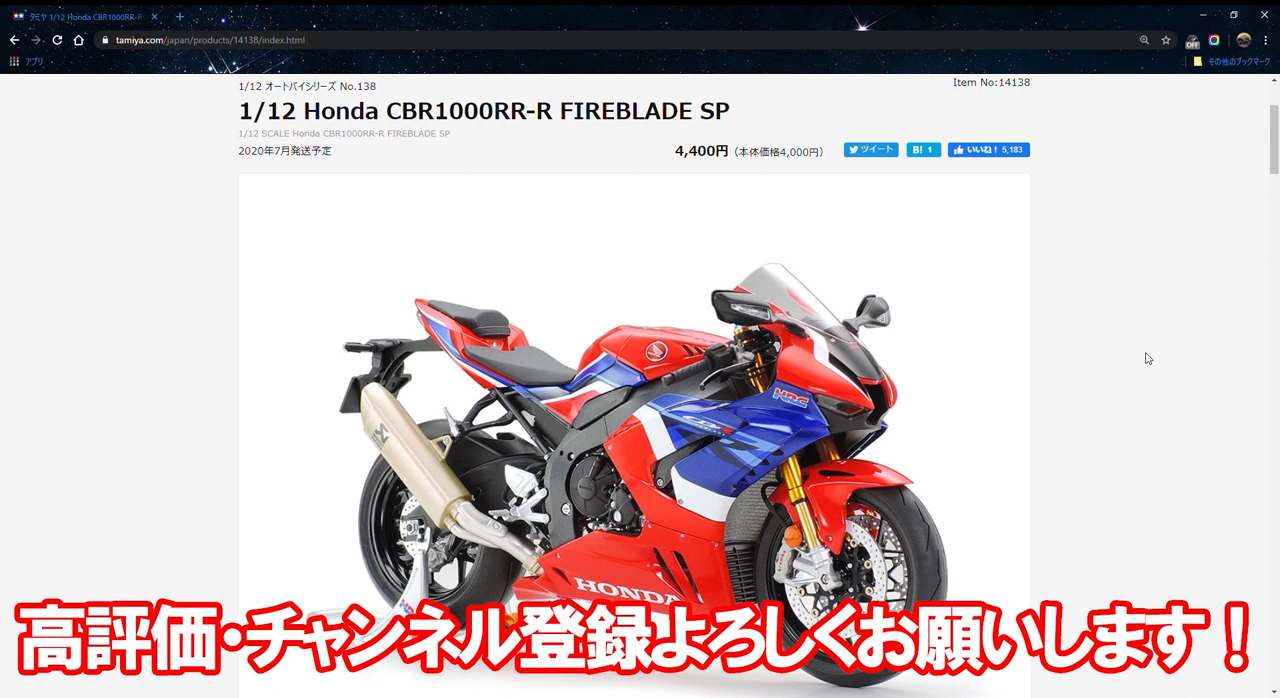 タミヤ 1/12 Honda CBR1000RR-R
tamiya.com/japan/products/14138/index.html
OFF
アプリ
その他のブックマーク
1/12 オートバイシリーズ No.138
Item No:14138
1/12 Honda CBR1000RR-R FIREBLADE SP
1/12 SCALE Honda CBR1000RR-R FIREBLADE SP
2020年7月発送予定
4,400円（本体価格4,000円）
ツイート
B! 1
いいね！ 5,183
HRC
HONDA
高評価・チャンネル登録よろしくお願いします！